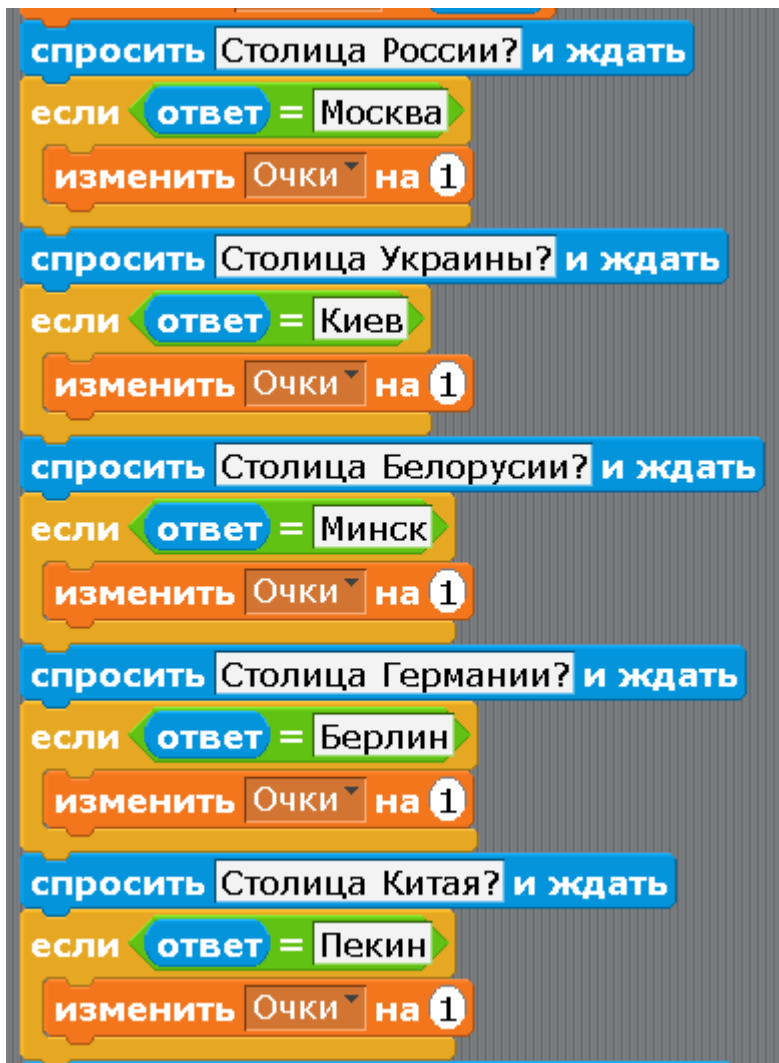 спросить Столица России? и ждать
если ответ = Москва
изменить Очки на 1
спросить Столица Украины? и ждать
если ответ = Киев
изменить Очки на 1
спросить Столица Белорусии? и ждать
если ответ = Минск
изменить Очки на 1
спросить Столица Германии? и ждать
если ответ = Берлин
изменить Очки на 1
спросить Столица Китая? и ждать
если ответ = Пекин
изменить Очки на 1